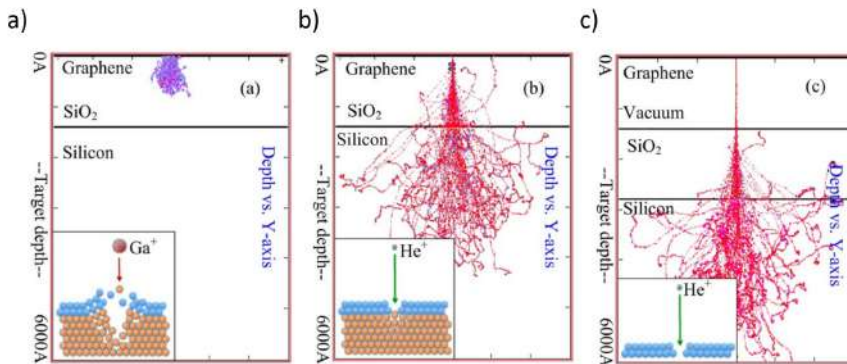 a)
0A
Graphene
(a)
SiO₂
Silicon
--Target depth--
Depth vs. Y-axis
Ga⁺
6000A
b)
0A
Graphene
(b)
SiO₂
Silicon
--Target depth--
Depth vs. Y-axis
He⁺
6000A
c)
0A
Graphene
(c)
Vacuum
SiO₂
Silicon
--Target depth--
Depth vs. Y-axis
He⁺
6000A